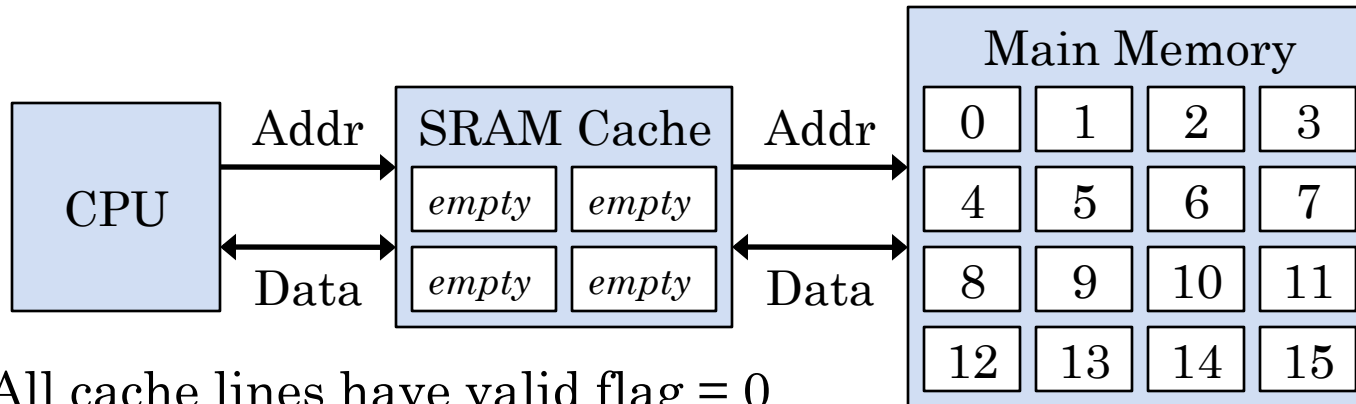 Main Memory
Addr SRAM Cache Addr
0 1 2 3
CPU
empty empty
4 5 6 7
Data empty empty Data
8 9 10 11
12 13 14 15
All cache lines have valid flag = 0